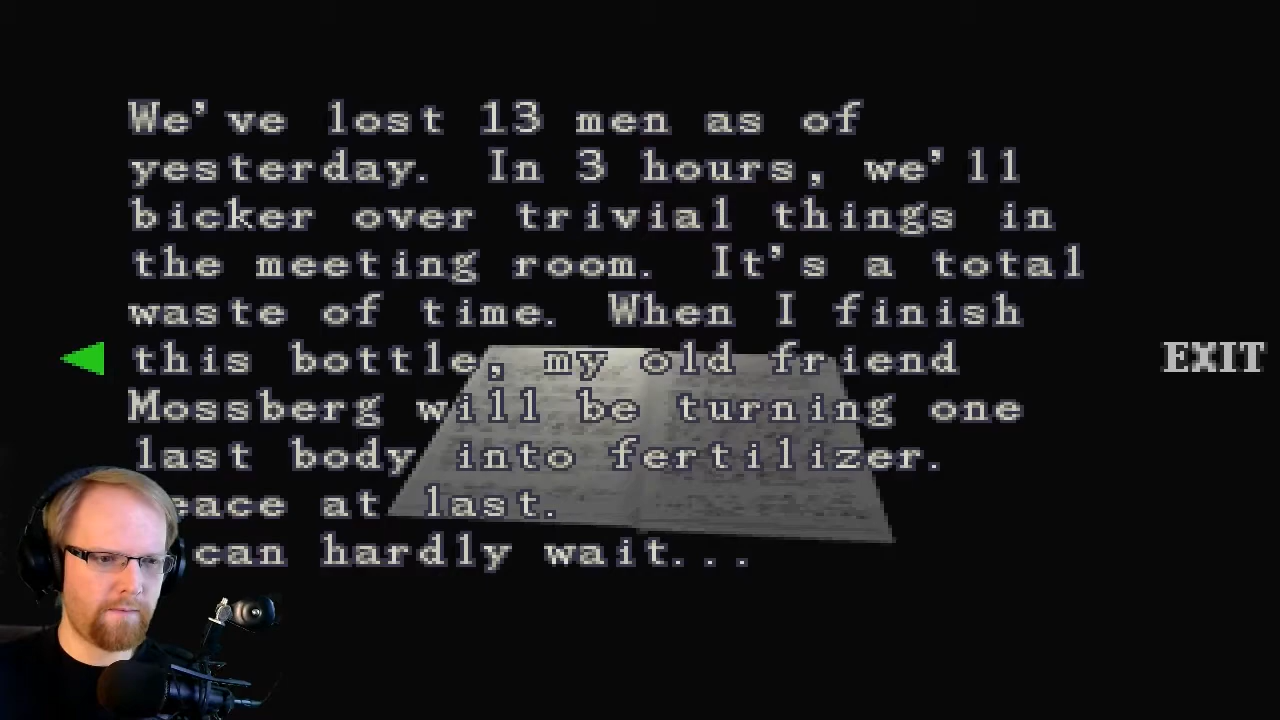 We've lost 13 men as of
yesterday. In 3 hours, we'll
bicker over trivial things in
the meeting room. It's a total
waste of time. When I finish
this bottle, my old friend
EXIT
Mossberg will be turning one
last body into fertilizer.
eace at last.
can hardly wait...